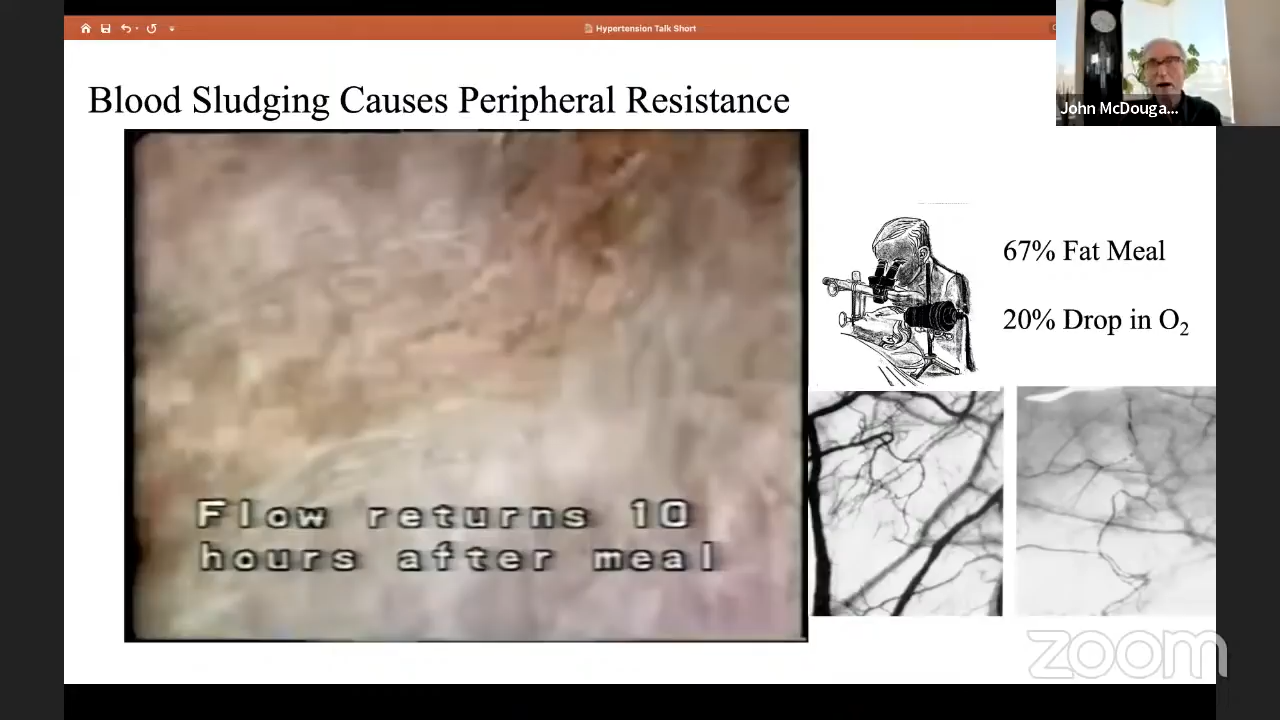 Hypertension Talk Short
John McDouga...
Blood Sludging Causes Peripheral Resistance
67% Fat Meal
20% Drop in O₂
Flow returns 10
hours after meal
zoom